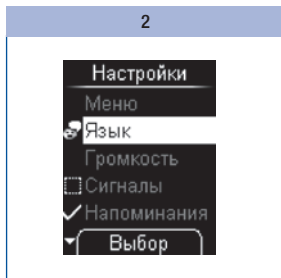 2
Настройки
Меню
Язык
Громкость
Сигналы
Напоминания
Выбор